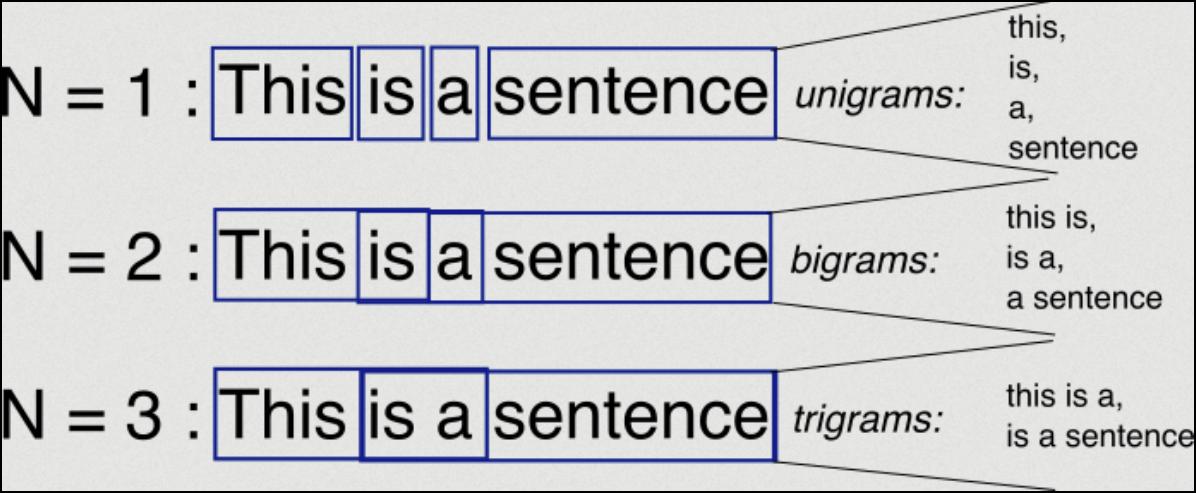 N = 1 : This is a sentence unigrams:
this,
is,
a,
sentence
N = 2 : This is a sentence bigrams:
this is,
is a,
a sentence
N = 3 : This is a sentence trigrams:
this is a,
is a sentence